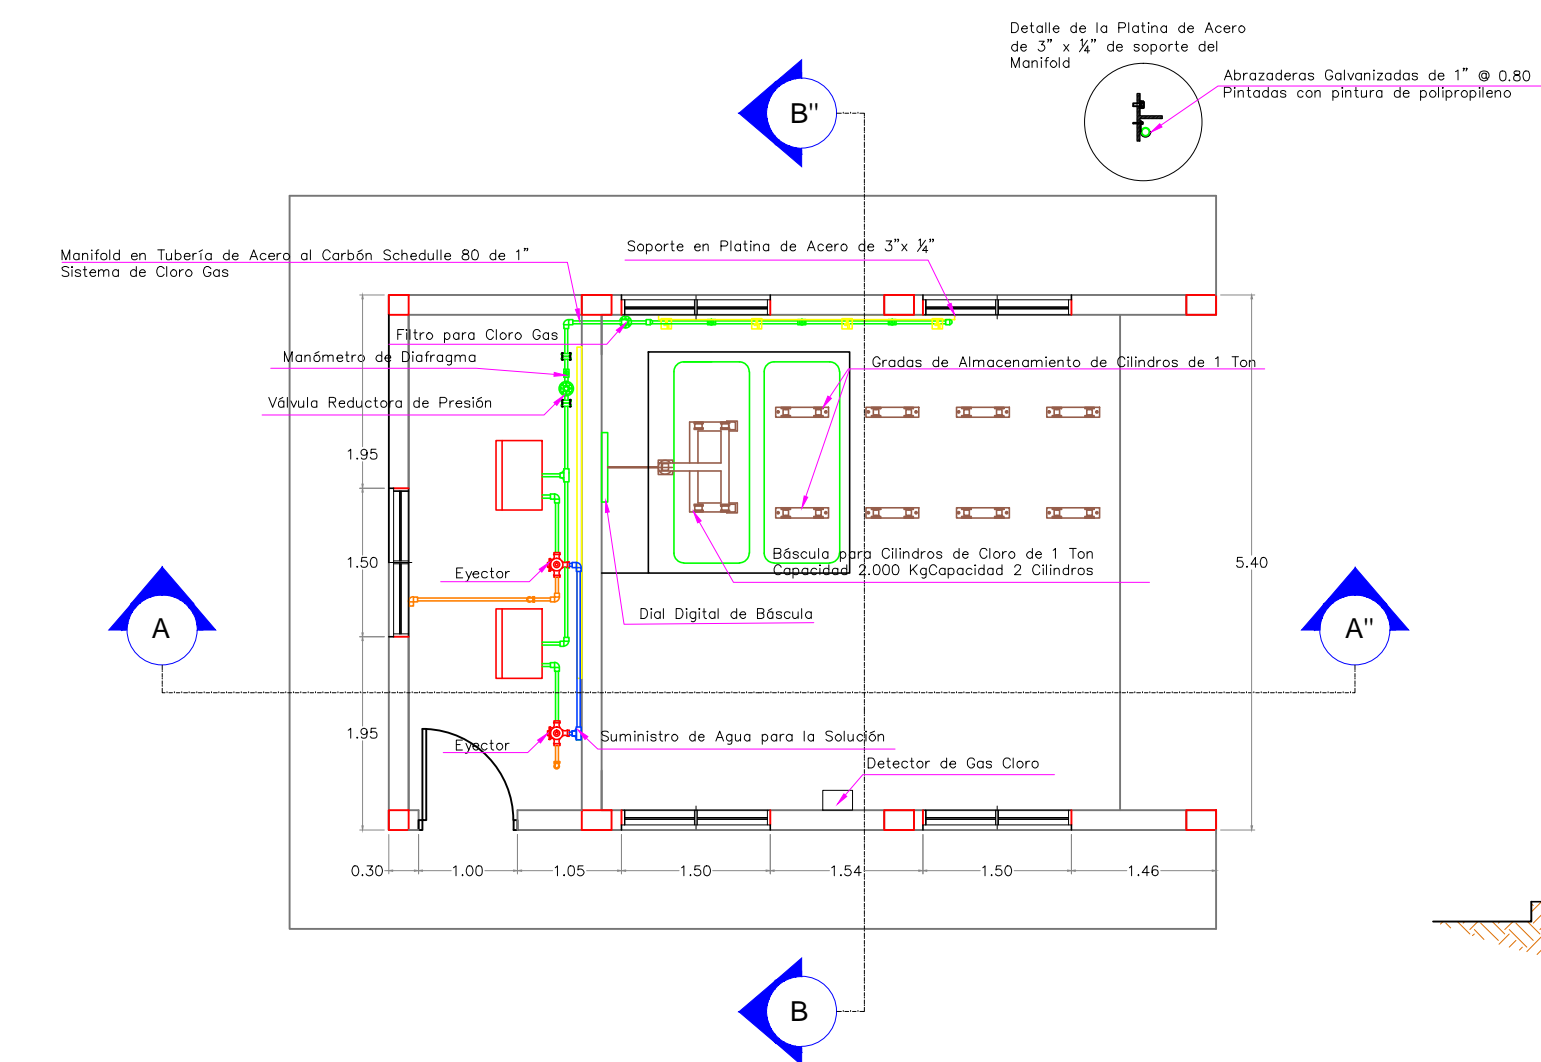 Detalle de la Platina de Acero
de 3" x ¼" de soporte del
Manifold
Abrazaderas Galvanizadas de 1" @ 0.80
Pintadas con pintura de polipropileno
B"
Manifold en Tubería de Acero al Carbón Schedulle 80 de 1"
Sistema de Cloro Gas
Soporte en Platina de Acero de 3"x ¼"
Filtro para Cloro Gas
Manómetro de Diafragma
Gradas de Almacenamiento de Cilindros de 1 Ton
Válvula Reductora de Presión
1.95
1.50
5.40
Báscula para Cilindros de Cloro de 1 Ton
Capacidad 2.000 KgCapacidad 2 Cilindros
Eyector
Dial Digital de Báscula
A
A"
1.95
Eyector
Suministro de Agua para la Solución
Detector de Gas Cloro
0.30
1.00
1.05
1.50
1.54
1.50
1.46
B